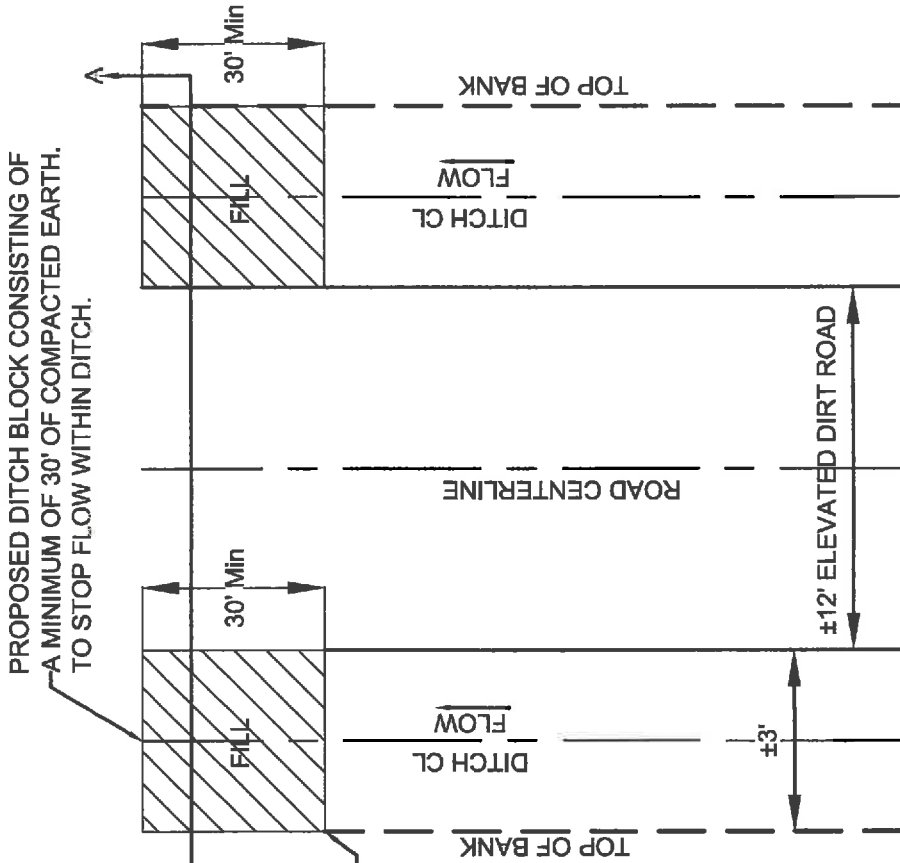 PROPOSED DITCH BLOCK CONSISTING OF
A MINIMUM OF 30' OF COMPACTED EARTH.
TO STOP FLOW WITHIN DITCH.
A
30' Min
30' Min
FILL
FILL
TOP OF BANK
DITCH CL
FLOW
ROAD CENTERLINE
DITCH CL
FLOW
TOP OF BANK
±12' ELEVATED DIRT ROAD
±3'